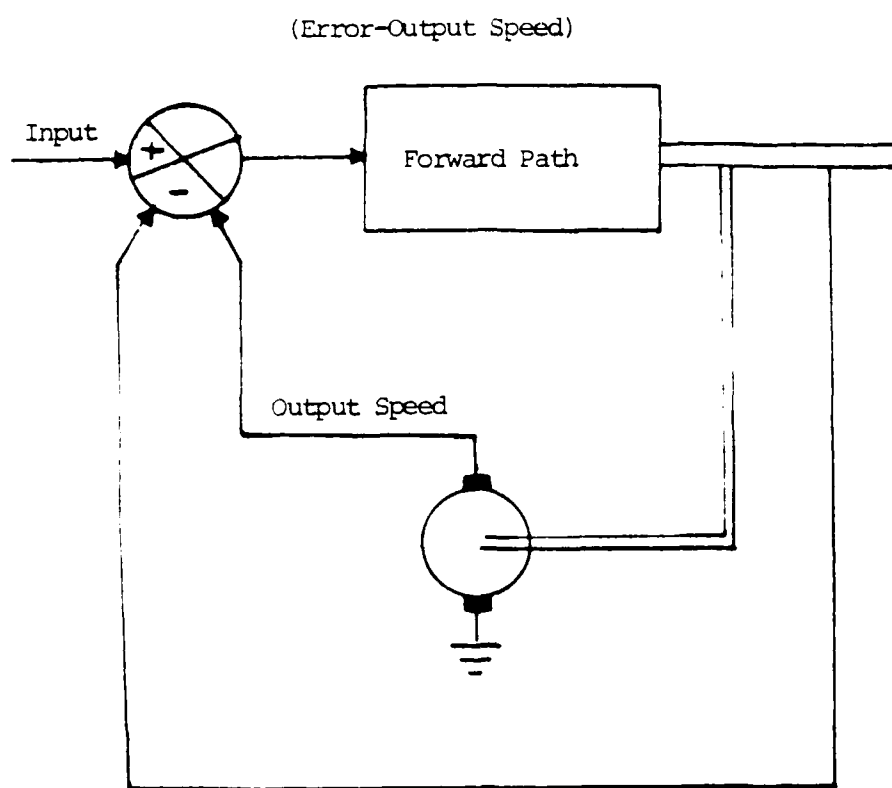 (Error-Output Speed)
Input
+
Forward Path
-
Output Speed